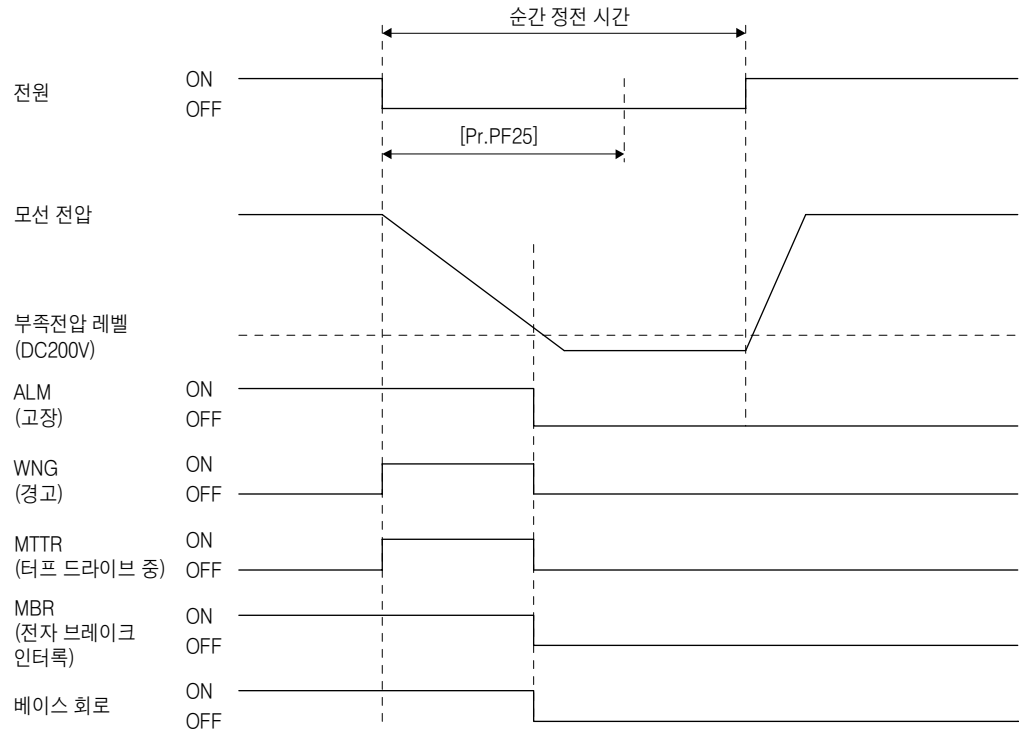 순간 정전 시간
전원
ON
OFF
[Pr.PF25]
모선 전압
부족전압 레벨
(DC200V)
ALM
(고장)
ON
OFF
WNG
(경고)
ON
OFF
MTTR
(터프 드라이브 중)
ON
OFF
MBR
(전자 브레이크
인터록)
ON
OFF
베이스 회로
ON
OFF